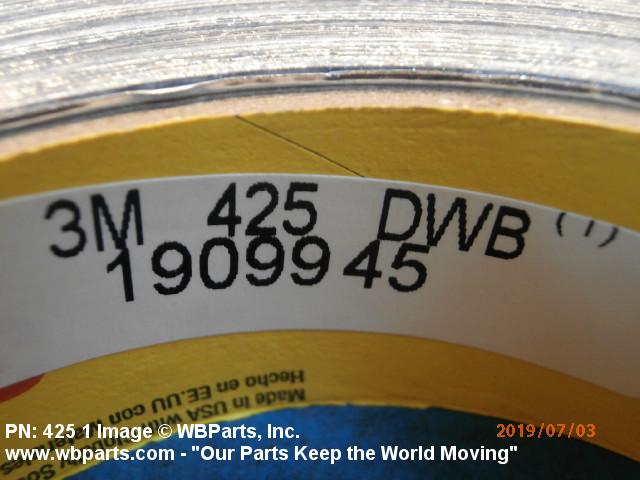 3M 425 DWB (1)
1909945
Hecho en EE.UU con
Made in USA with
PN: 425 1 Image © WBParts, Inc.
2019/07/03
www.wbparts.com - "Our Parts Keep the World Moving"